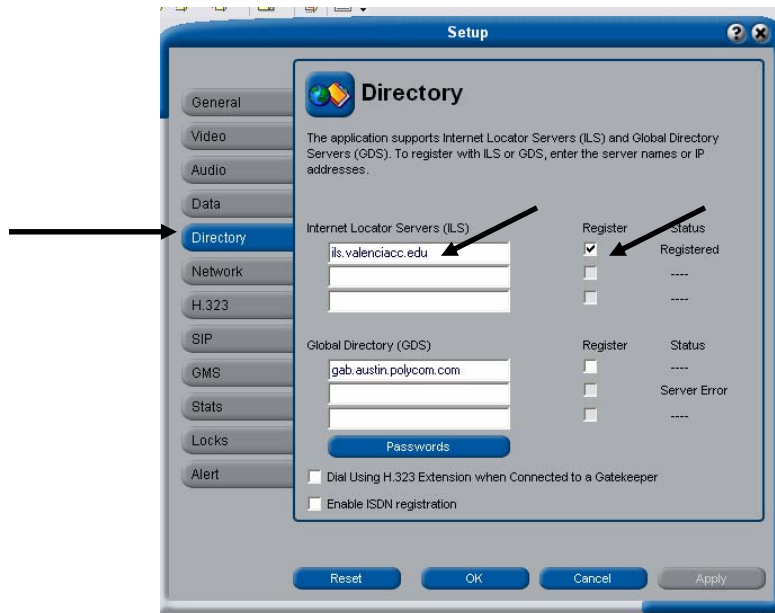 Setup
General
Video
Audio
Data
Directory
Network
H.323
SIP
GMS
Stats
Locks
Alert
Directory
The application supports Internet Locator Servers (ILS) and Global Directory
Servers (GDS). To register with ILS or GDS, enter the server names or IP
addresses.
Internet Locator Servers (ILS) Register Status
ils.valenciacc.edu Registered
----
----
Global Directory (GDS) Register Status
gab.austin.polycom.com ----
Server Error
----
Passwords
Dial Using H.323 Extension when Connected to a Gatekeeper
Enable ISDN registration
Reset OK Cancel Apply